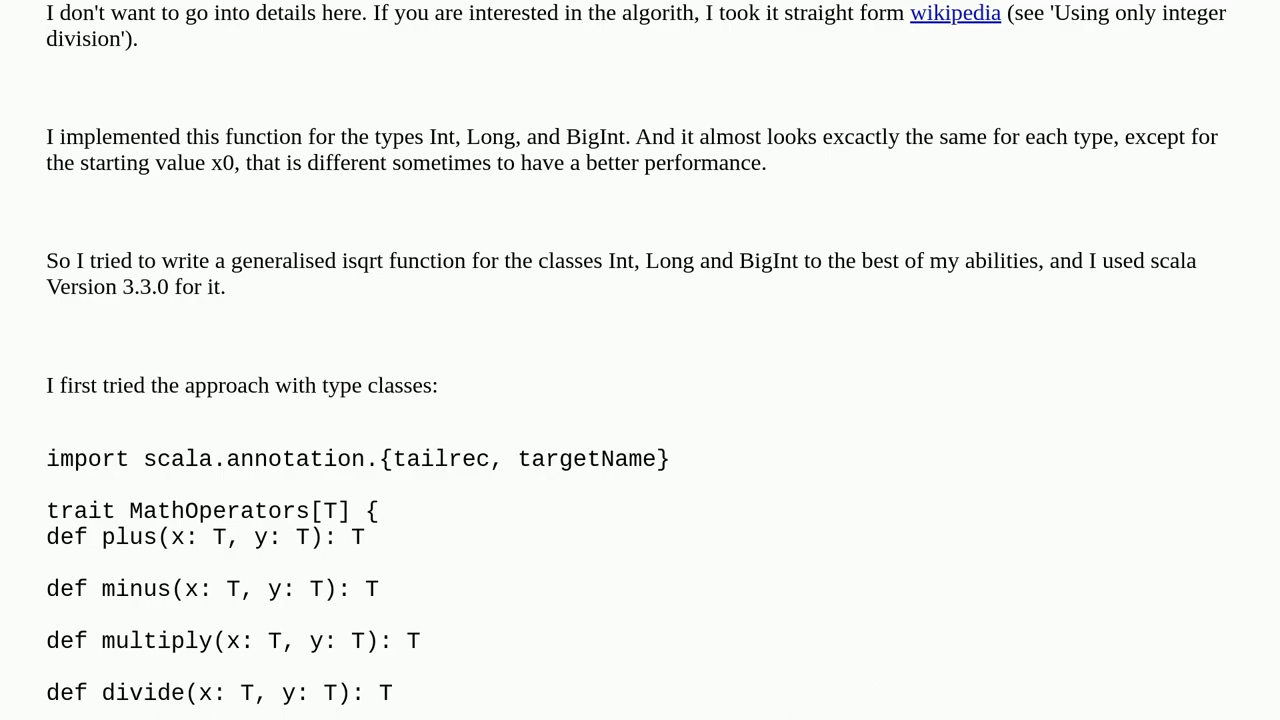 I don't want to go into details here. If you are interested in the algorith, I took it straight form wikipedia (see 'Using only integer
division').
I implemented this function for the types Int, Long, and BigInt. And it almost looks excactly the same for each type, except for
the starting value x0, that is different sometimes to have a better performance.
So I tried to write a generalised isqrt function for the classes Int, Long and BigInt to the best of my abilities, and I used scala
Version 3.3.0 for it.
I first tried the approach with type classes:
import scala.annotation.{tailrec, targetName}
trait MathOperators[T] {
def plus(x: T, y: T): T
def minus(x: T, y: T): T
def multiply(x: T, y: T): T
def divide(x: T, y: T): T